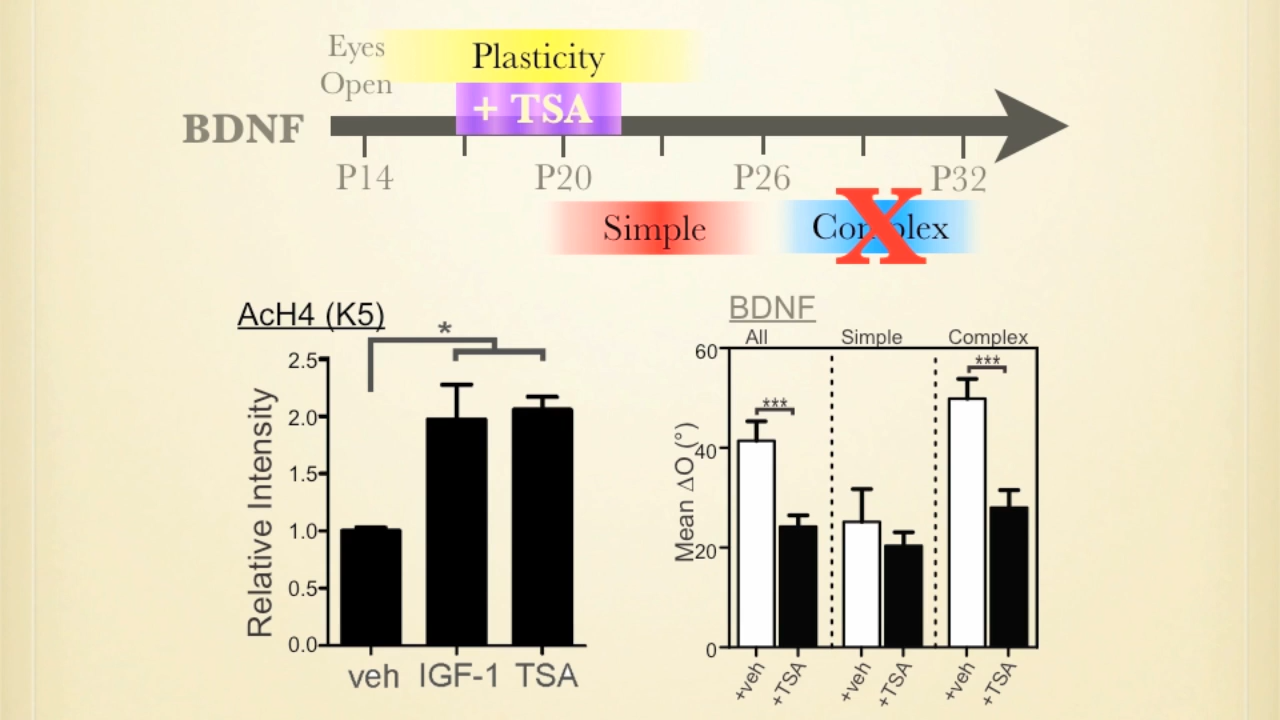 Eyes
Open
Plasticity
+ TSA
BDNF
P14 P20 P26 P32
Simple
Complex
X
AcH4 (K5)
*
Relative Intensity
2.5
2.0
1.5
1.0
0.5
0.0
veh IGF-1 TSA
BDNF
All Simple Complex
*** ***
Mean ΔO (°)
60
40
20
0
+veh +TSA +veh +TSA +veh +TSA